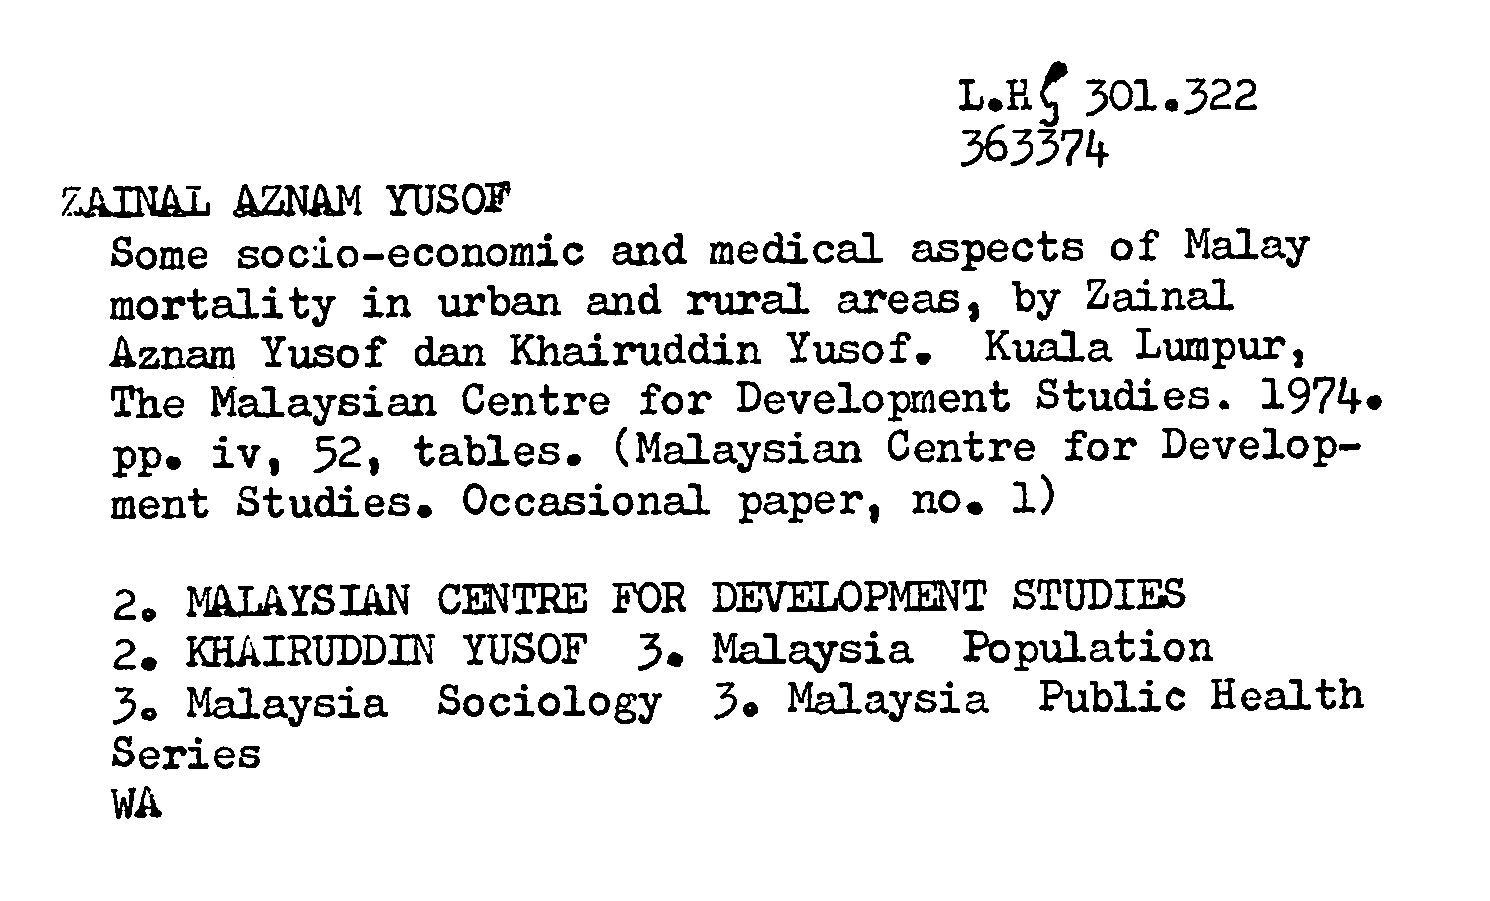 L.H 301.322
363374
ZAINAL AZNAM YUSOF
Some socio-economic and medical aspects of Malay
mortality in urban and rural areas, by Zainal
Aznam Yusof dan Khairuddin Yusof. Kuala Lumpur,
The Malaysian Centre for Development Studies. 1974.
pp. iv, 52, tables. (Malaysian Centre for Develop-
ment Studies. Occasional paper, no. 1)
2. MALAYSIAN CENTRE FOR DEVELOPMENT STUDIES
2. KHAIRUDDIN YUSOF 3. Malaysia Population
3. Malaysia Sociology 3. Malaysia Public Health
Series
WA